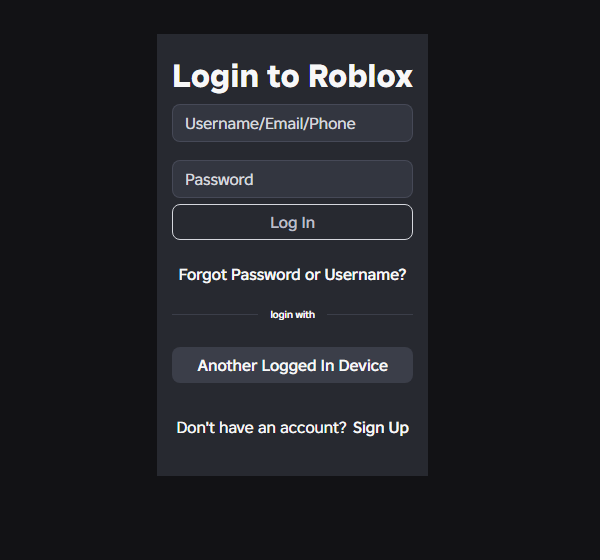 Login to Roblox
Username/Email/Phone
Password
Log In
Forgot Password or Username?
login with
Another Logged In Device
Don't have an account? Sign Up